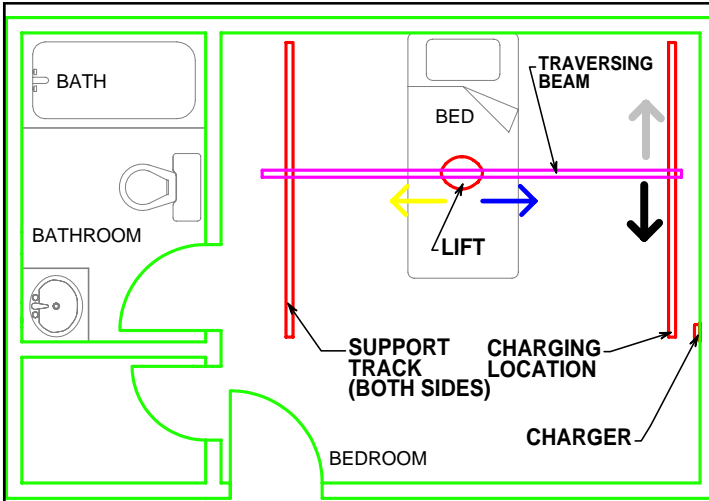 BATH
TRAVERSING
BEAM
BED
BATHROOM
LIFT
SUPPORT
TRACK
(BOTH SIDES)
CHARGING
LOCATION
CHARGER
BEDROOM